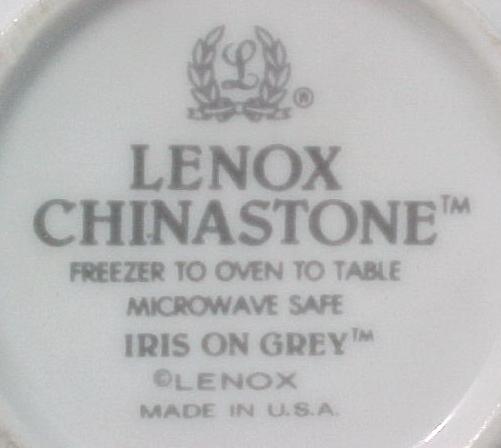 L ®
LENOX
CHINASTONE™
FREEZER TO OVEN TO TABLE
MICROWAVE SAFE
IRIS ON GREY™
©LENOX
MADE IN U.S.A.